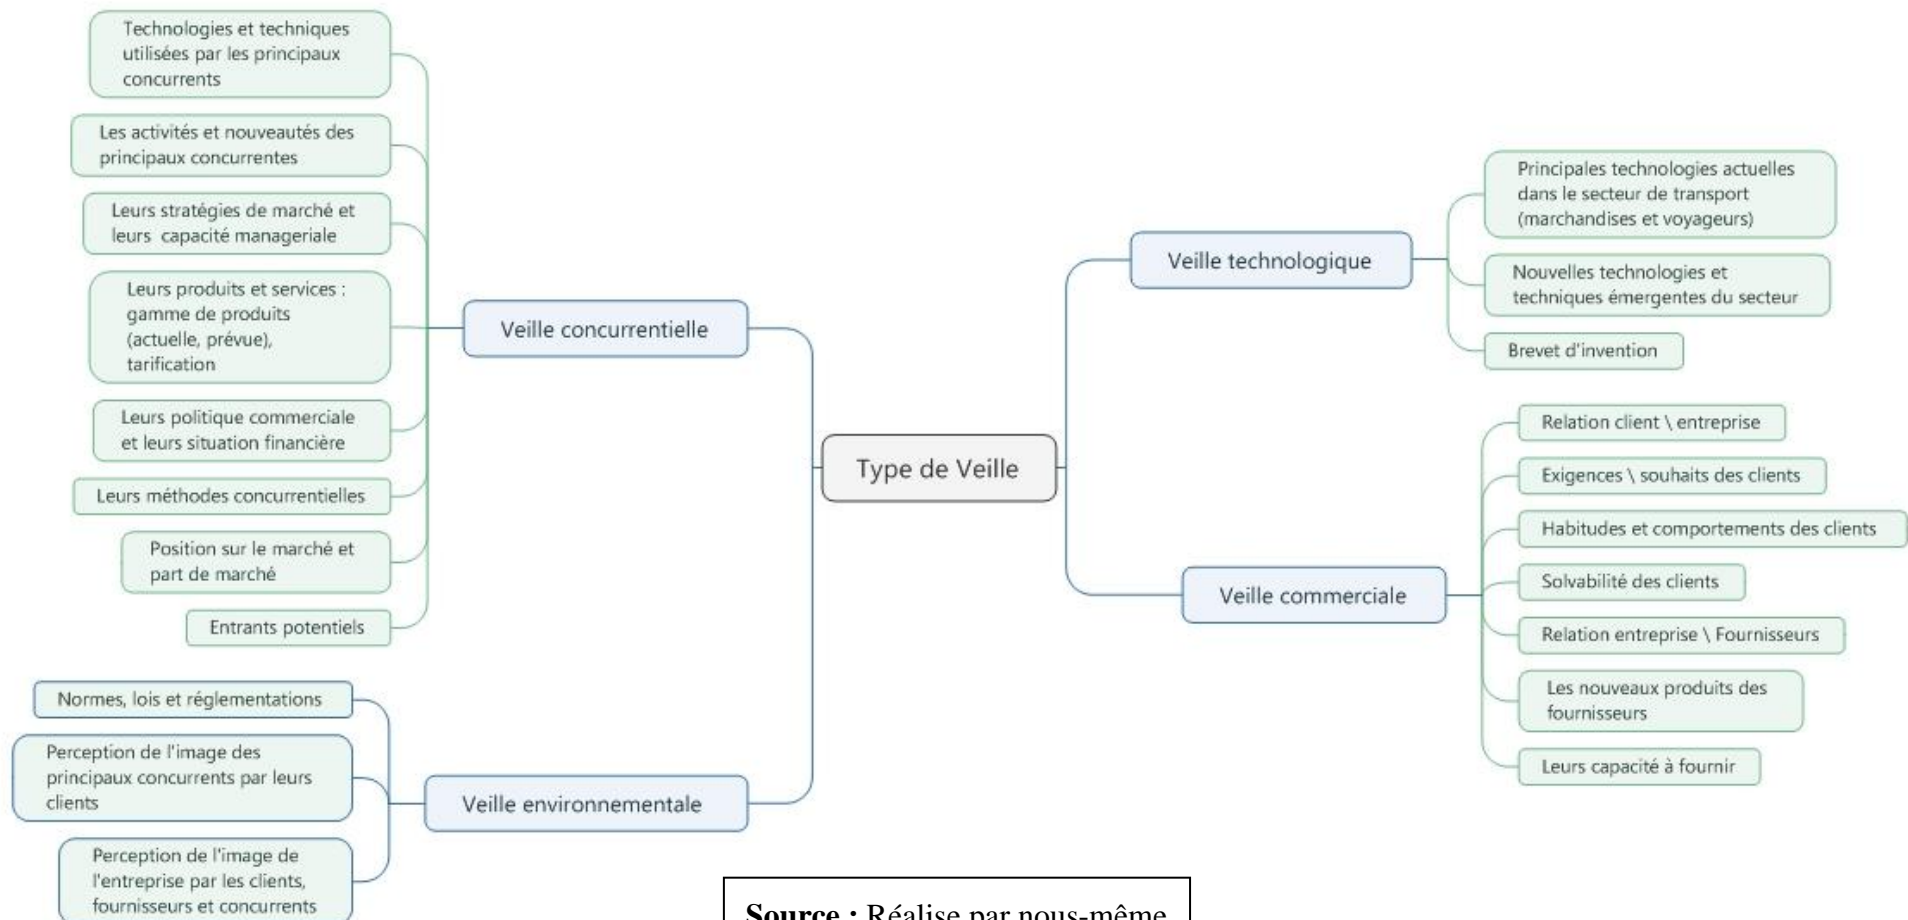 Technologies et techniques
utilisées par les principaux
concurrents
Les activités et nouveautés des
principaux concurrentes
Leurs stratégies de marché et
leurs capacité manageriale
Leurs produits et services :
gamme de produits
(actuelle, prévue),
tarification
Leurs politique commerciale
et leurs situation financière
Leurs méthodes concurrentielles
Position sur le marché et
part de marché
Entrants potentiels
Veille concurrentielle
Normes, lois et réglementations
Perception de l'image des
principaux concurrents par leurs
clients
Perception de l'image de
l'entreprise par les clients,
fournisseurs et concurrents
Veille environnementale
Type de Veille
Veille technologique
Principales technologies actuelles
dans le secteur de transport
(marchandises et voyageurs)
Nouvelles technologies et
techniques émergentes du secteur
Brevet d'invention
Veille commerciale
Relation client \ entreprise
Exigences \ souhaits des clients
Habitudes et comportements des clients
Solvabilité des clients
Relation entreprise \ Fournisseurs
Les nouveaux produits des
fournisseurs
Leurs capacité à fournir
Source : Réalise par nous-même